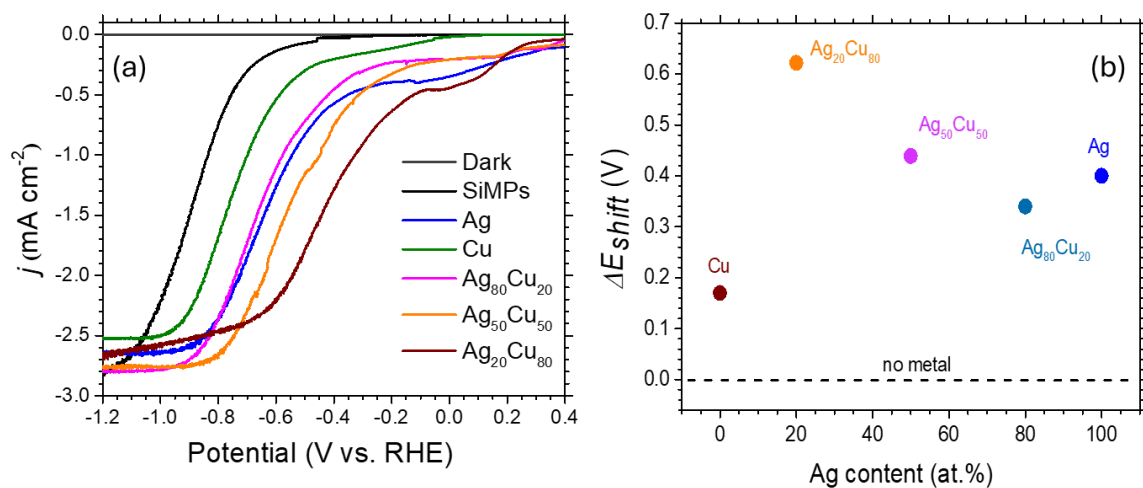 (a)
0.0
-0.5
-1.0
-1.5
-2.0
-2.5
-3.0
j (mA cm⁻²)
Dark
SiMPs
Ag
Cu
Ag₈₀Cu₂₀
Ag₅₀Cu₅₀
Ag₂₀Cu₈₀
-1.2 -1.0 -0.8 -0.6 -0.4 -0.2 0.0 0.2 0.4
Potential (V vs. RHE)
(b)
0.7
0.6
0.5
0.4
0.3
0.2
0.1
0.0
ΔEshift (V)
Ag₂₀Cu₈₀
Ag₅₀Cu₅₀
Ag
Ag₈₀Cu₂₀
Cu
no metal
0 20 40 60 80 100
Ag content (at.%)